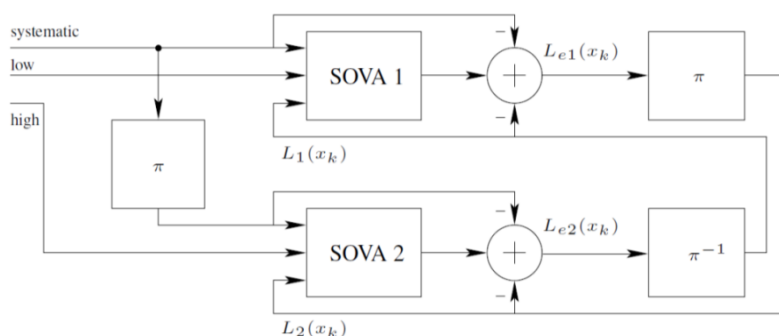 systematic
low
high
SOVA 1
−
+
−
L_{e1}(x_k)
π
π
L_1(x_k)
SOVA 2
−
+
−
L_{e2}(x_k)
π^{−1}
L_2(x_k)